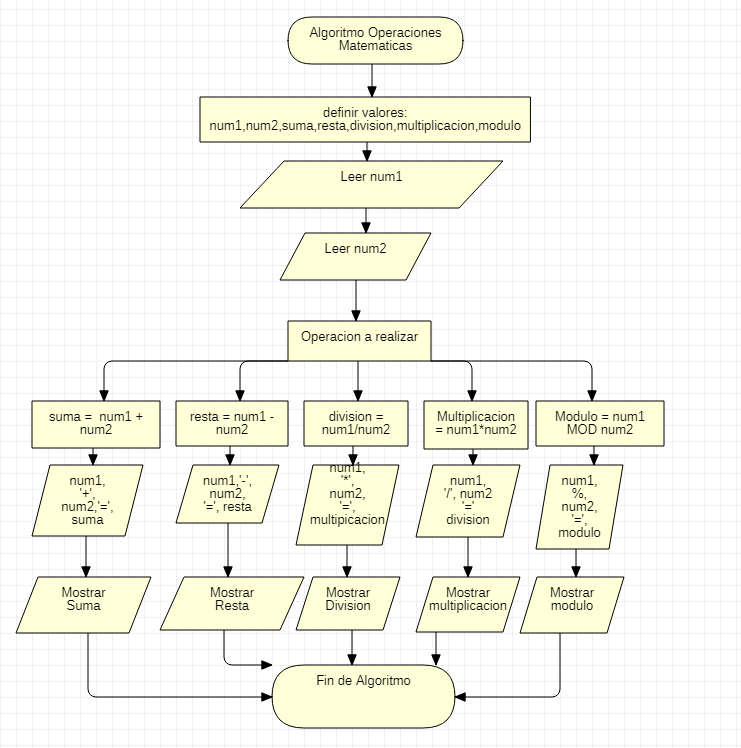 Algoritmo Operaciones
Matematicas
definir valores:
num1,num2,suma,resta,division,multiplicacion,modulo
Leer num1
Leer num2
Operacion a realizar
suma =  num1 +
num2
resta = num1 -
num2
division =
num1/num2
Multiplicacion
= num1*num2
Modulo = num1
MOD num2
num1,
'+',
num2,'=',
suma
num1,'-',
num2,
'=', resta
num1,
'*',
num2,
'=',
multipicacion
num1,
'/', num2
'='
division
num1,
%,
num2,
'=',
modulo
Mostrar
Suma
Mostrar
Resta
Mostrar
Division
Mostrar
multiplicacion
Mostrar
modulo
Fin de Algoritmo